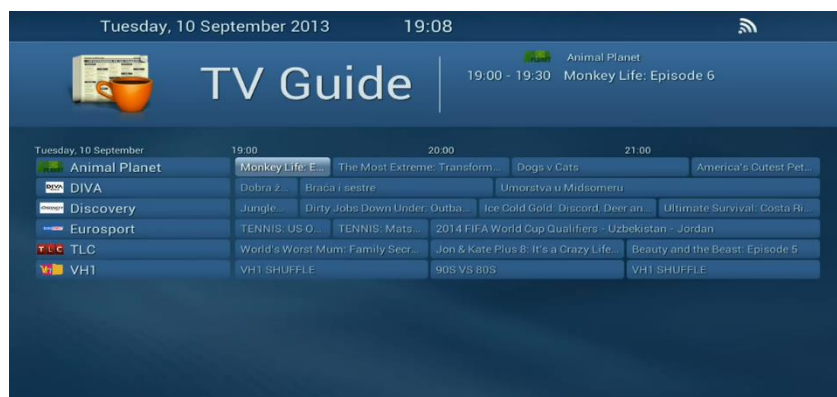 Tuesday, 10 September 2013 19:08
Animal Planet
TV Guide
19:00 - 19:30 Monkey Life: Episode 6
Tuesday, 10 September 19:00 20:00 21:00
Animal Planet Monkey Life: E... The Most Extreme: Transform... Dogs v Cats America's Cutest Pet...
DIVA DIVA Dobra ž... Braća i sestre Umorstva u Midsomeru
Discovery Jungle... Dirty Jobs Down Under: Outba... Ice Cold Gold: Discord, Deer an... Ultimate Survival: Costa Ri...
Eurosport TENNIS: US O... TENNIS: Mats... 2014 FIFA World Cup Qualifiers - Uzbekistan - Jordan
TLC TLC World's Worst Mum: Family Secr... Jon & Kate Plus 8: It's a Crazy Life... Beauty and the Beast: Episode 5
VH1 VH1 SHUFFLE 90S VS 80S VH1 SHUFFLE